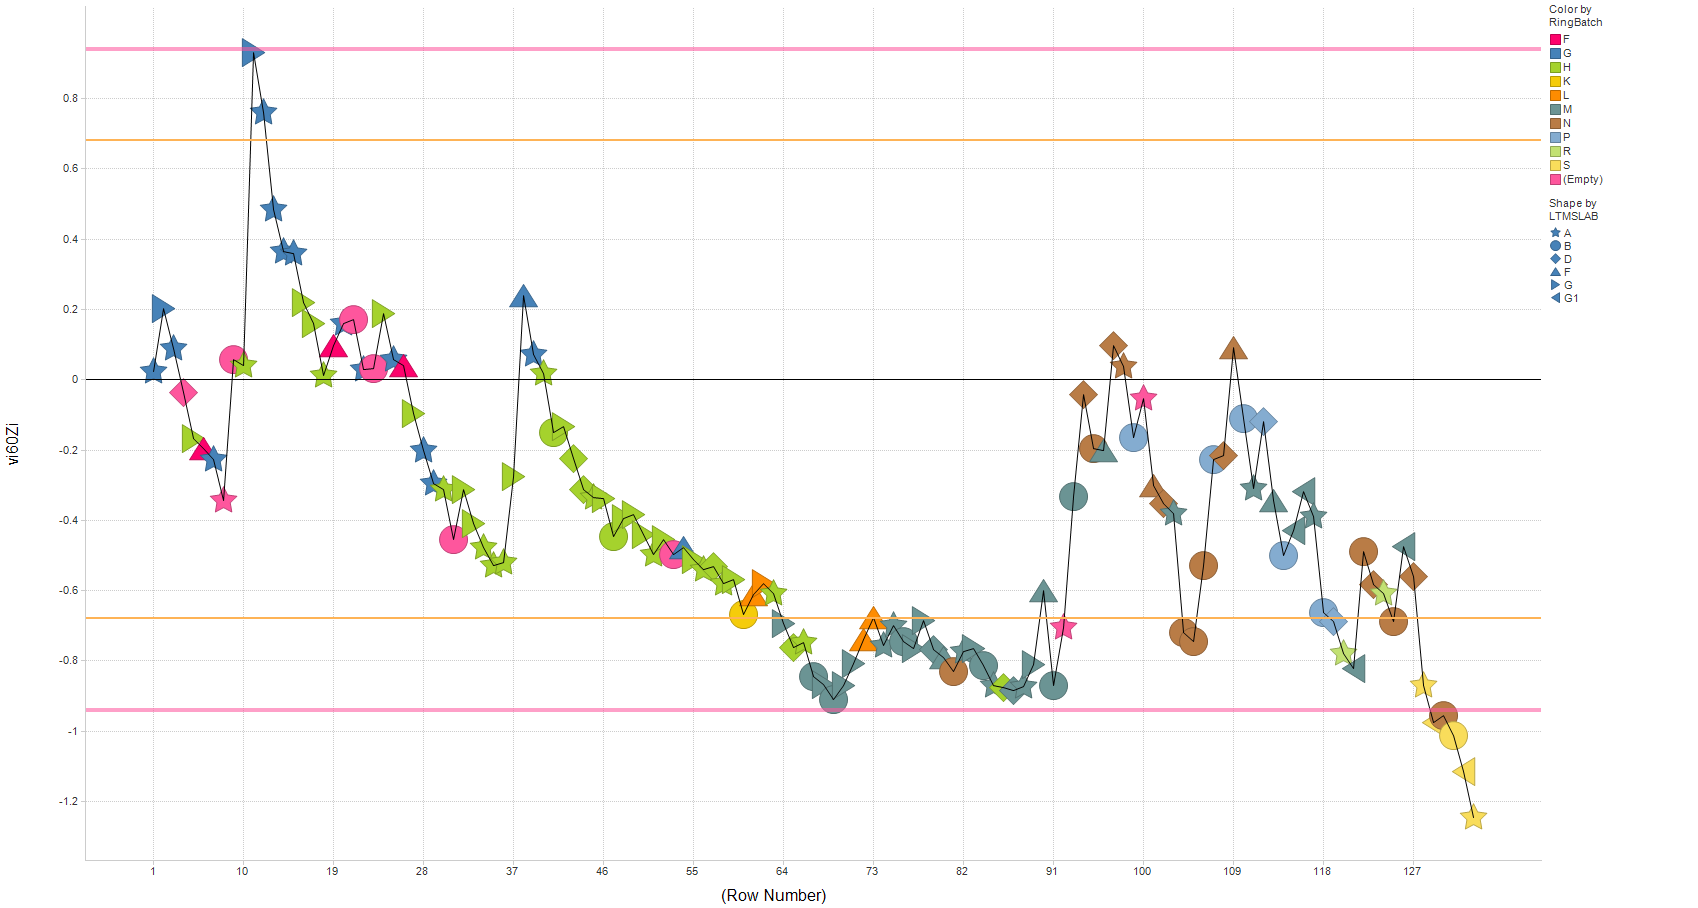 Color by
RingBatch
F
G
H
K
L
M
N
P
R
S
(Empty)
Shape by
LTMSLAB
A
B
D
F
G
G1
vi60Zi
0.8
0.6
0.4
0.2
0
-0.2
-0.4
-0.6
-0.8
-1
-1.2
1 10 19 28 37 46 55 64 73 82 91 100 109 118 127
(Row Number)